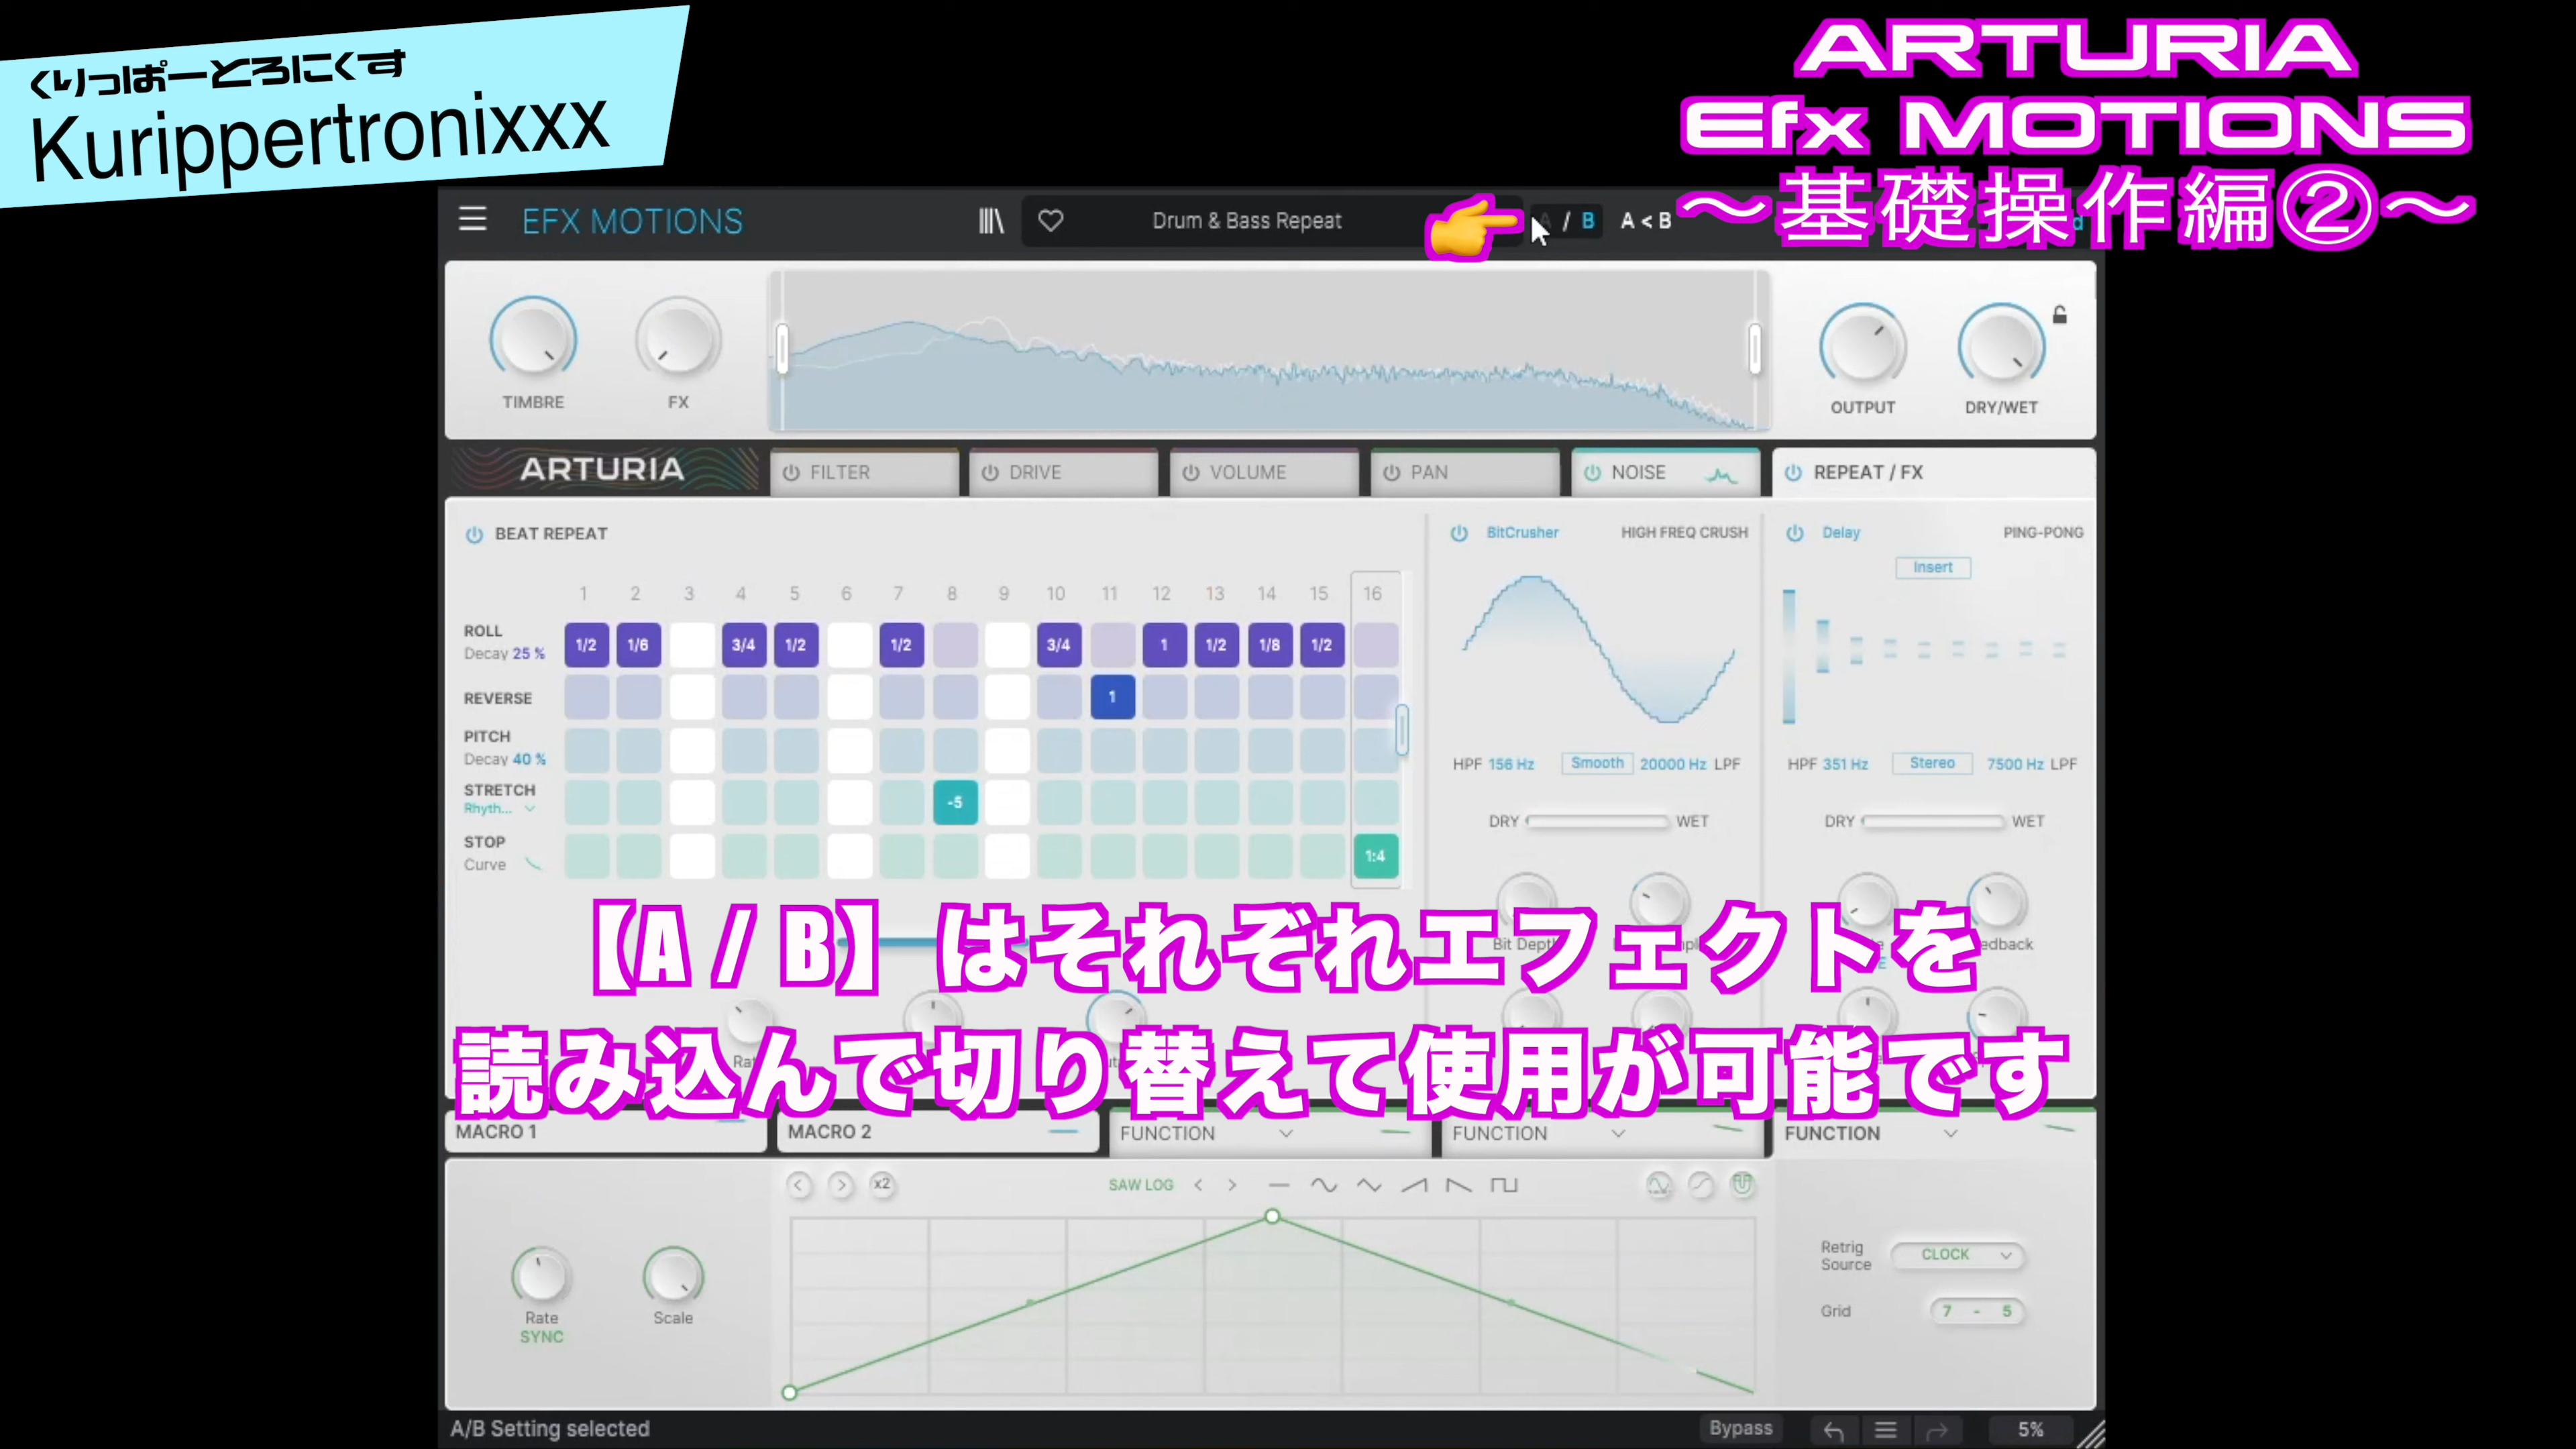 くりっぱーとろにくす
Kurippertronixxx
ARTURIA
Efx MOTIONS
〜基礎操作編②〜
EFX MOTIONS
Drum & Bass Repeat
A / B
A < B
TIMBRE
FX
OUTPUT
DRY/WET
ARTURIA
FILTER
DRIVE
VOLUME
PAN
NOISE
REPEAT / FX
BEAT REPEAT
BitCrusher
HIGH FREQ CRUSH
Delay
PING-PONG
Insert
1 2 3 4 5 6 7 8 9 10 11 12 13 14 15 16
ROLL
Decay 25 %
1/2 1/6 3/4 1/2 1/2 3/4 1 1/2 1/8 1/2
REVERSE
1
PITCH
Decay 40 %
STRETCH
Rhyth...
-5
STOP
Curve
1:4
HPF 156 Hz
Smooth
20000 Hz LPF
HPF 351 Hz
Stereo
7500 Hz LPF
DRY
WET
DRY
WET
Bit Depth
【A / B】はそれぞれエフェクトを
読み込んで切り替えて使用が可能です
MACRO 1
MACRO 2
FUNCTION
FUNCTION
FUNCTION
x2
SAW LOG
Rate
SYNC
Scale
Retrig
Source
CLOCK
Grid
7 - 5
A/B Setting selected
Bypass
5%